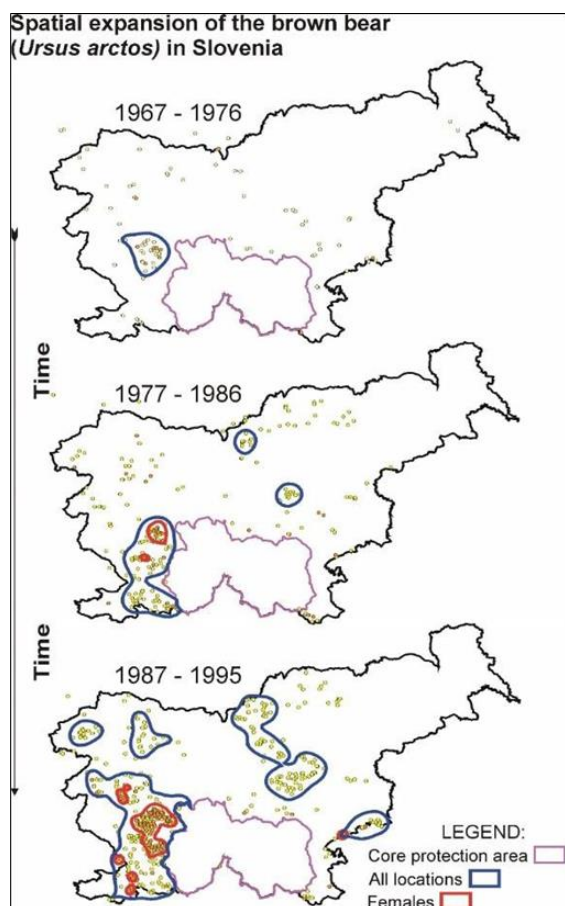 Spatial expansion of the brown bear
(Ursus arctos) in Slovenia
1967 - 1976
Time
1977 - 1986
Time
1987 - 1995
LEGEND:
Core protection area
All locations
Females